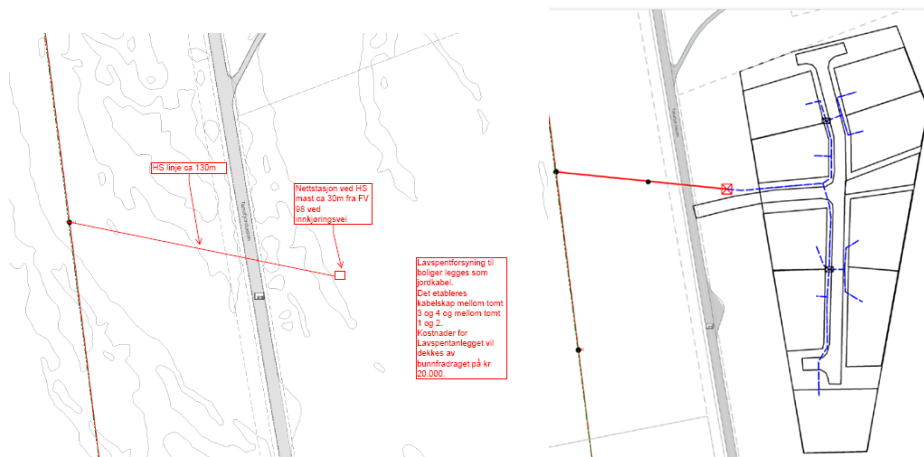 HS linje ca 130m
Nettstasjon ved HS
mast ca 30m fra FV
98 ved
innkjøringsvei
Lavspentforsyning til
boliger legges som
jordkabel.
Det etableres
kabelskap mellom tomt
3 og 4 og mellom tomt
1 og 2.
Kostnader for
Lavspentanlegget vil
dekkes av
bunnfradraget på kr
20.000.